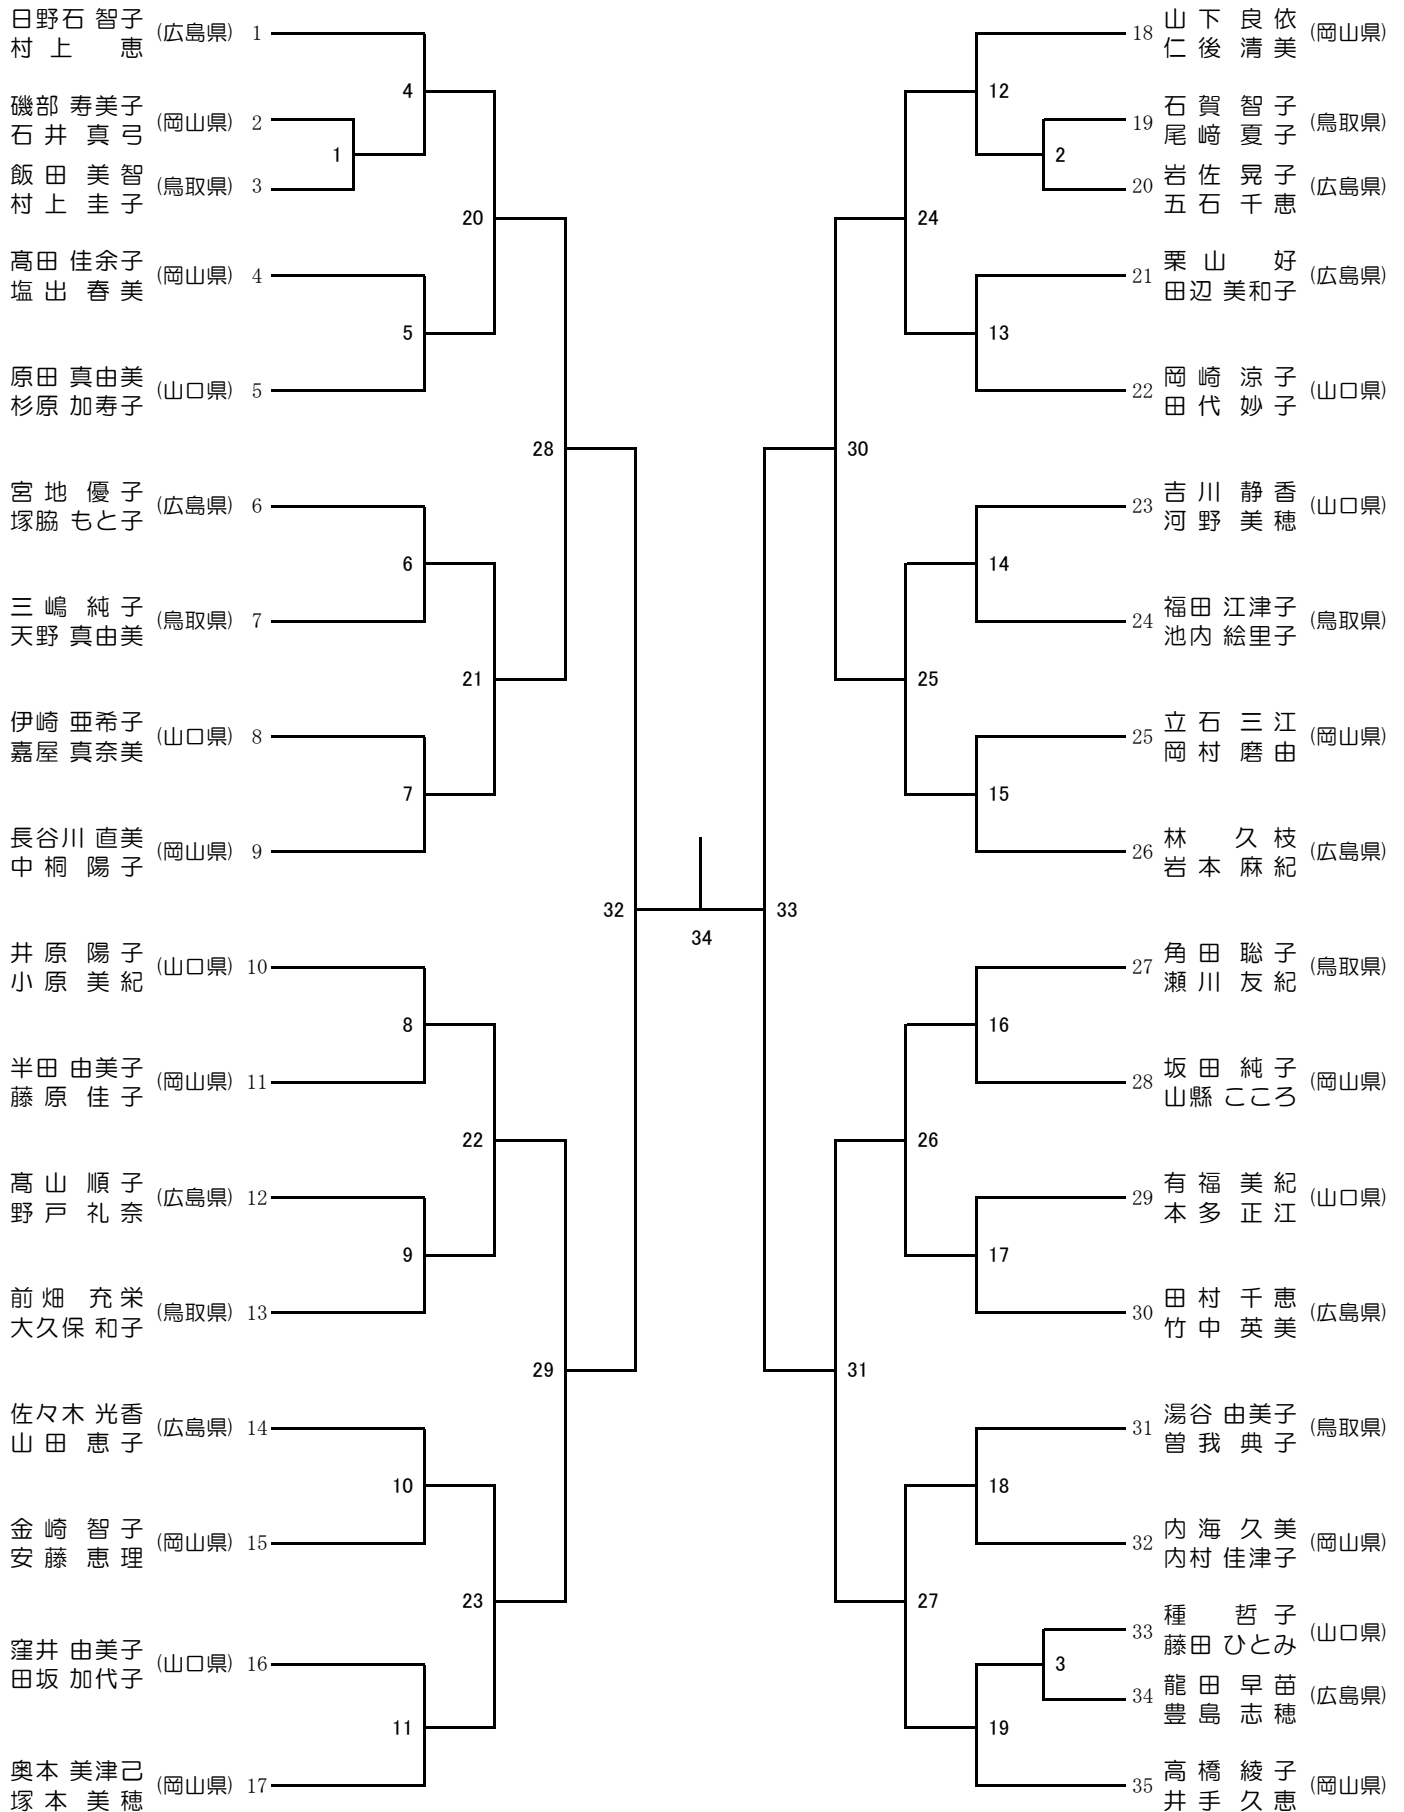 日野石 智子
村上 恵
(広島県) 1
磯部 寿美子
石井 真弓
(岡山県) 2
飯田 美智
村上 圭子
(鳥取県) 3
髙田 佳余子
塩出 春美
(岡山県) 4
原田 真由美
杉原 加寿子
(山口県) 5
宮地 優子
塚脇 もと子
(広島県) 6
三嶋 純子
天野 真由美
(鳥取県) 7
伊崎 亜希子
嘉屋 真奈美
(山口県) 8
長谷川 直美
中桐 陽子
(岡山県) 9
井原 陽子
小原 美紀
(山口県) 10
半田 由美子
藤原 佳子
(岡山県) 11
髙山 順子
野戸 礼奈
(広島県) 12
前畑 充栄
大久保 和子
(鳥取県) 13
佐々木 光香
山田 恵子
(広島県) 14
金崎 智子
安藤 恵理
(岡山県) 15
窪井 由美子
田坂 加代子
(山口県) 16
奥本 美津己
塚本 美穂
(岡山県) 17
1
4
5
6
7
8
9
10
11
20
21
22
23
28
29
32
34
33
30
31
24
25
26
27
12
13
14
15
16
17
18
19
2
3
18 山下 良依
仁後 清美
(岡山県)
19 石賀 智子
尾﨑 夏子
(鳥取県)
20 岩佐 晃子
五石 千恵
(広島県)
21 栗山 好
田辺 美和子
(広島県)
22 岡崎 涼子
田代 妙子
(山口県)
23 吉川 静香
河野 美穂
(山口県)
24 福田 江津子
池内 絵里子
(鳥取県)
25 立石 三江
岡村 磨由
(岡山県)
26 林 久枝
岩本 麻紀
(広島県)
27 角田 聡子
瀬川 友紀
(鳥取県)
28 坂田 純子
山縣 こころ
(岡山県)
29 有福 美紀
本多 正江
(山口県)
30 田村 千恵
竹中 英美
(広島県)
31 湯谷 由美子
曽我 典子
(鳥取県)
32 内海 久美
内村 佳津子
(岡山県)
33 種 哲子
藤田 ひとみ
(山口県)
34 龍田 早苗
豊島 志穂
(広島県)
35 高橋 綾子
井手 久恵
(岡山県)